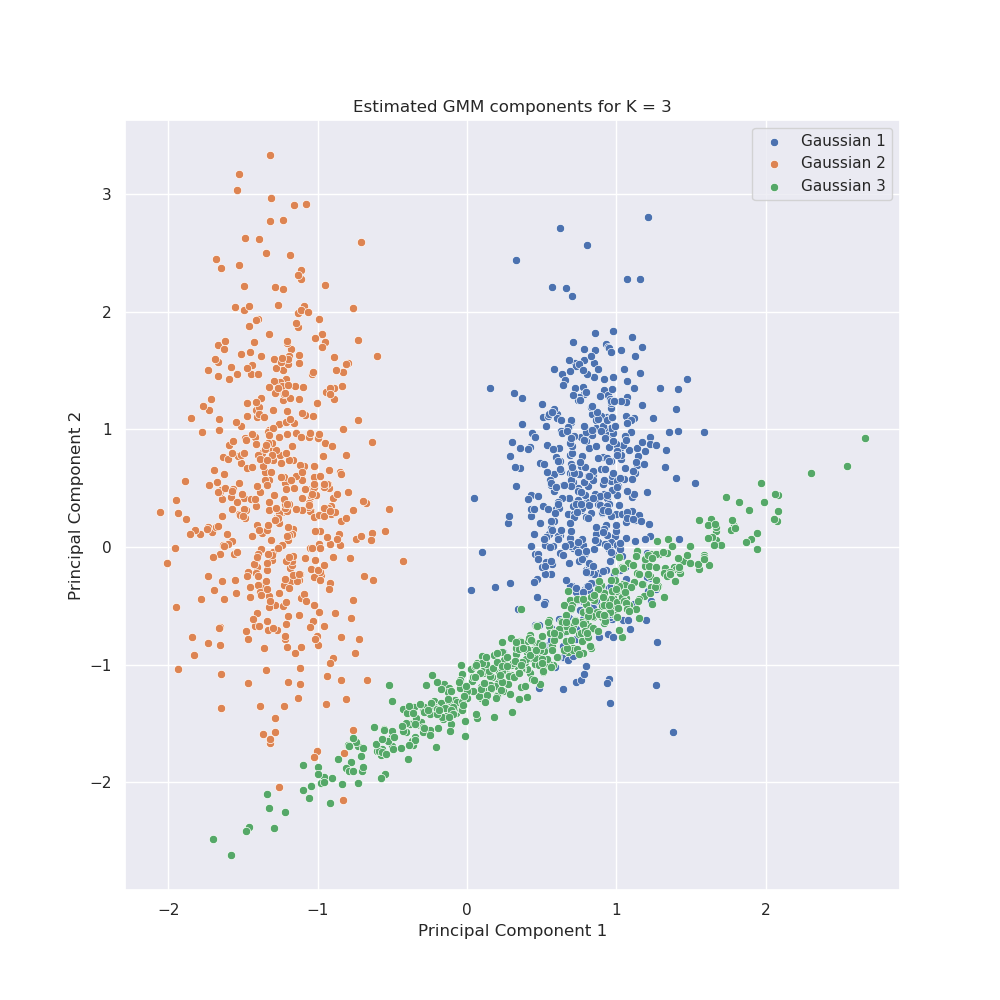 Estimated GMM components for K = 3
Gaussian 1
Gaussian 2
Gaussian 3
3
2
1
0
−1
−2
Principal Component 2
−2
−1
0
1
2
Principal Component 1